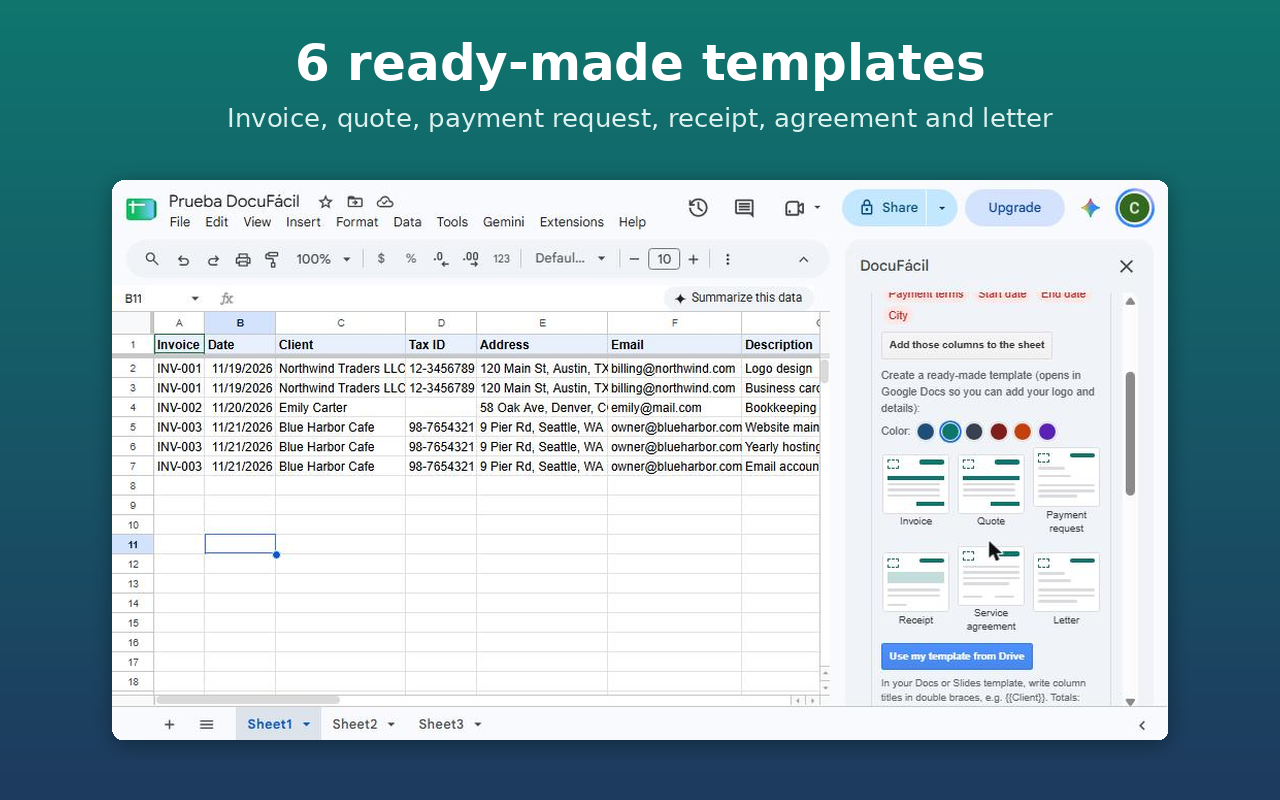 6 ready-made templates
Invoice, quote, payment request, receipt, agreement and letter
Prueba DocuFácil
File Edit View Insert Format Data Tools Gemini Extensions Help
Share
Upgrade
C
100% $ % .0 .00 123 Defaul... 10
B11 fx
Summarize this data
A B C D E F
1 Invoice Date Client Tax ID Address Email Description
2 INV-001 11/19/2026 Northwind Traders LLC 12-3456789 120 Main St, Austin, TX billing@northwind.com Logo design
3 INV-001 11/19/2026 Northwind Traders LLC 12-3456789 120 Main St, Austin, TX billing@northwind.com Business card
4 INV-002 11/20/2026 Emily Carter 58 Oak Ave, Denver, C emily@mail.com Bookkeeping
5 INV-003 11/21/2026 Blue Harbor Cafe 98-7654321 9 Pier Rd, Seattle, WA owner@blueharbor.com Website main
6 INV-003 11/21/2026 Blue Harbor Cafe 98-7654321 9 Pier Rd, Seattle, WA owner@blueharbor.com Yearly hosting
7 INV-003 11/21/2026 Blue Harbor Cafe 98-7654321 9 Pier Rd, Seattle, WA owner@blueharbor.com Email accoun
8
9
10
11
12
13
14
15
16
17
18
Sheet1 Sheet2 Sheet3
DocuFácil
Payment terms Start date End date
City
Add those columns to the sheet
Create a ready-made template (opens in
Google Docs so you can add your logo and
details):
Color:
Invoice Quote Payment
request
Receipt Service
agreement Letter
Use my template from Drive
In your Docs or Slides template, write column
titles in double braces, e.g. {{Client}}. Totals: